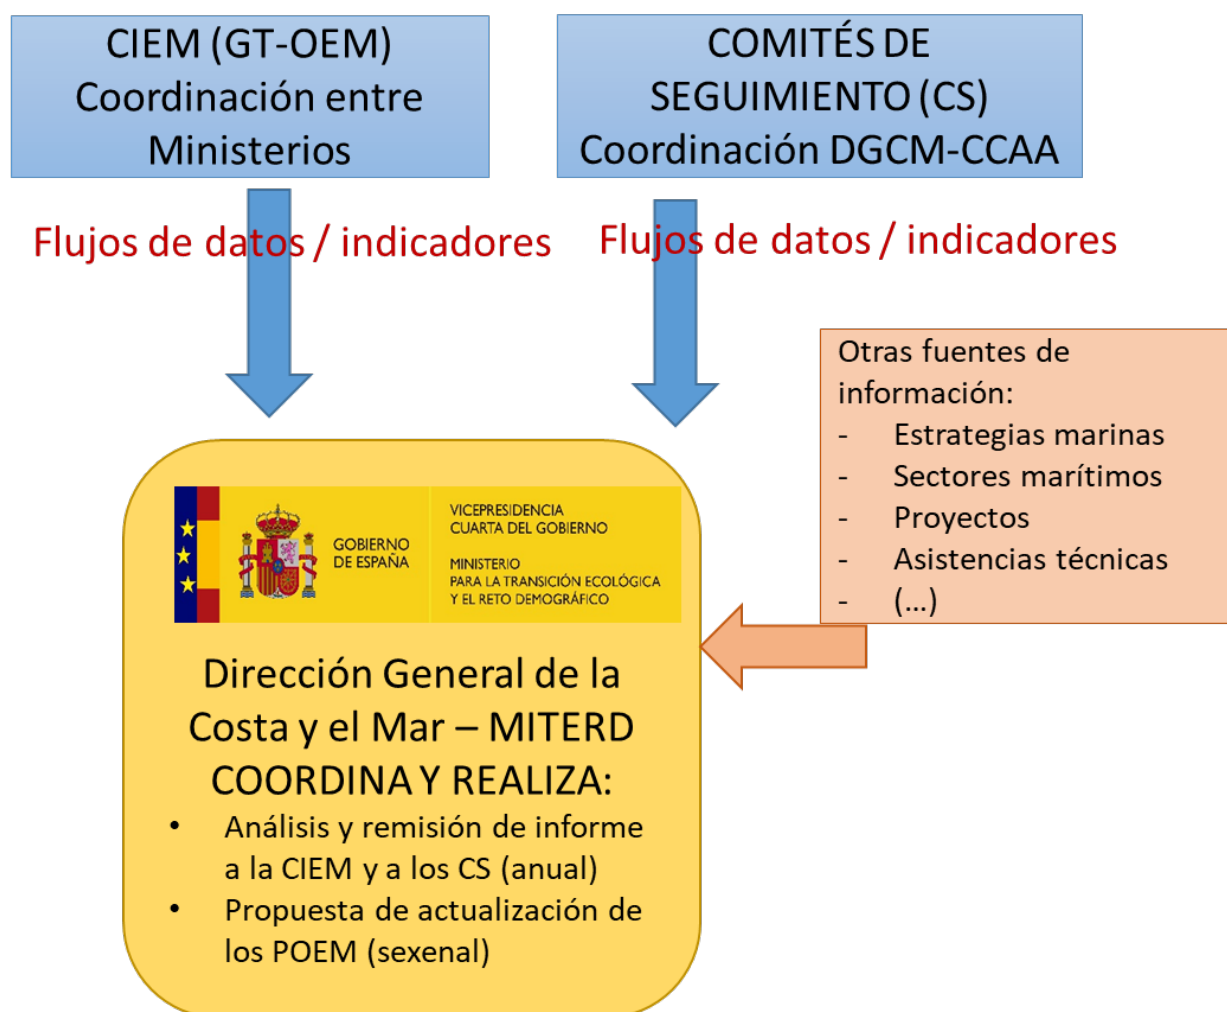 CIEM (GT-OEM)
Coordinación entre
Ministerios
COMITÉS DE
SEGUIMIENTO (CS)
Coordinación DGCM-CCAA
Flujos de datos / indicadores
Flujos de datos / indicadores
Otras fuentes de
información:
- Estrategias marinas
- Sectores marítimos
- Proyectos
- Asistencias técnicas
- (...)
GOBIERNO
DE ESPAÑA
VICEPRESIDENCIA
CUARTA DEL GOBIERNO
MINISTERIO
PARA LA TRANSICIÓN ECOLÓGICA
Y EL RETO DEMOGRÁFICO
Dirección General de la
Costa y el Mar – MITERD
COORDINA Y REALIZA:
• Análisis y remisión de informe
a la CIEM y a los CS (anual)
• Propuesta de actualización de
los POEM (sexenal)